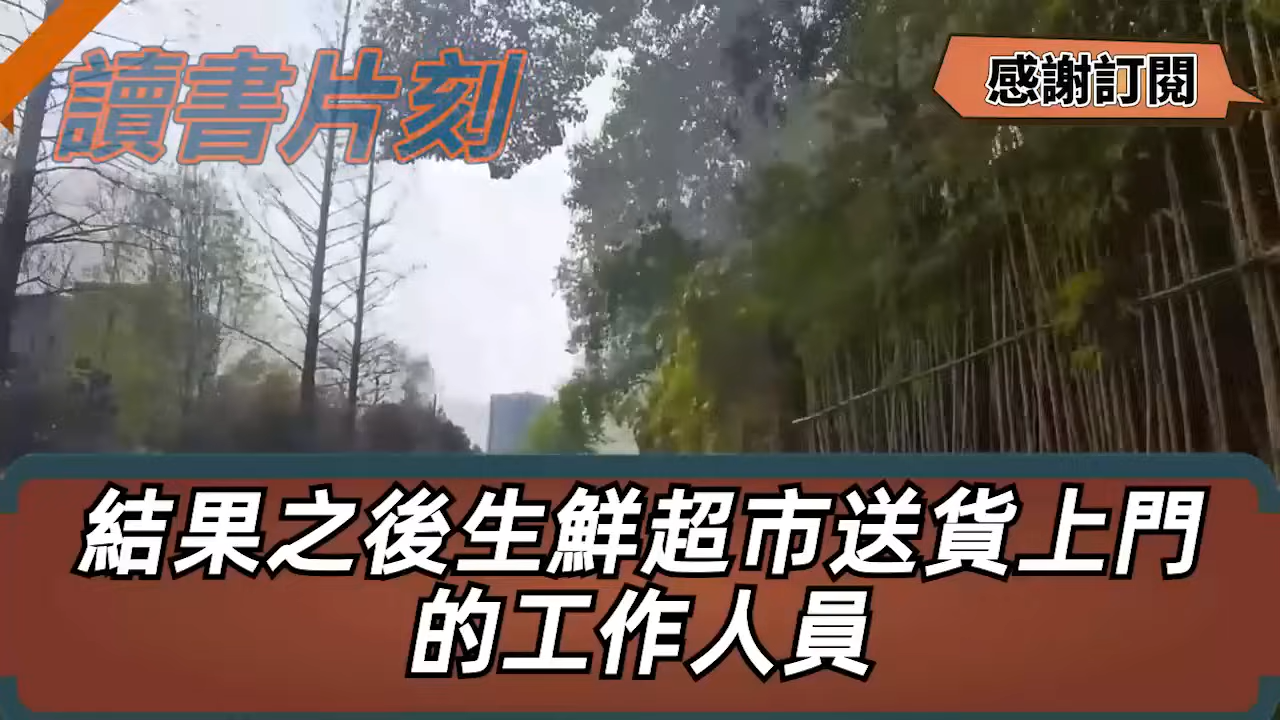 讀書片刻
感謝訂閱
結果之後生鮮超市送貨上門
的工作人員